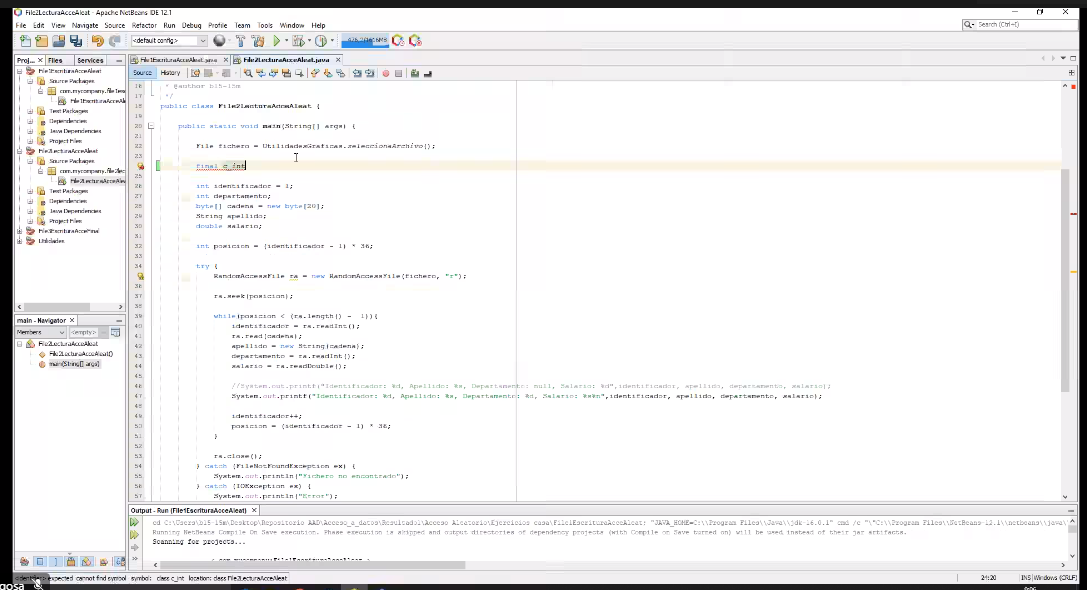 File2LecturaAcceAleat - Apache NetBeans IDE 12.1
File Edit View Navigate Source Refactor Run Debug Profile Team Tools Window Help
Search (Ctrl+I)
<default config>
Proj... Files Services
File1EscrituraAcceAleat.java File2LecturaAcceAleat.java
Source History
File1EscrituraAcceAleat
Source Packages
com.mycompany.file1es
File1EscrituraAcceAl
Test Packages
Dependencies
Java Dependencies
Project Files
File2LecturaAcceAleat
Source Packages
com.mycompany.file2lec
File2LecturaAcceAlea
Test Packages
Dependencies
Java Dependencies
Project Files
File3EscrituraAcceFinal
Utilidades
16 * @author b15-15m
17 */
18 public class File2LecturaAcceAleat {
19
20 public static void main(String[] args) {
21
22 File fichero = UtilidadesGraficas.seleccionaArchivo();
23
final c_int
25
26 int identificador = 1;
27 int departamento;
28 byte[] cadena = new byte[20];
29 String apellido;
30 double salario;
31
32 int posicion = (identificador - 1) * 36;
33
34 try {
RandomAccessFile ra = new RandomAccessFile(fichero, "r");
36
37 ra.seek(posicion);
38
39 while(posicion < (ra.length() - 1)){
40 identificador = ra.readInt();
41 ra.read(cadena);
42 apellido = new String(cadena);
43 departamento = ra.readInt();
44 salario = ra.readDouble();
45
46 //System.out.printf("Identificador: %d, Apellido: %s, Departamento: null, Salario: %d",identificador, apellido, departamento, salario);
47 System.out.printf("Identificador: %d, Apellido: %s, Departamento: %d, Salario: %s%n",identificador, apellido, departamento, salario);
48
49 identificador++;
50 posicion = (identificador - 1) * 36;
51 }
52
53 ra.close();
54 } catch (FileNotFoundException ex) {
55 System.out.println("Fichero no encontrado");
56 } catch (IOException ex) {
57 System.out.println("Error");
main - Navigator
Members <empty>
File2LecturaAcceAleat
File2LecturaAcceAleat()
main(String[] args)
Output - Run (File1EscrituraAcceAleat)
cd C:\Users\b15-15m\Desktop\Repositorio AAD\Acceso_a_datos\Resultados\Acceso Aleatorio\Ejercicios casa\File1EscrituraAcceAleat; "JAVA_HOME=C:\\Program Files\\Java\\jdk-16.0.1" cmd /c "\"C:\\Program Files\\NetBeans-12.1\\netbeans\\java\
Running NetBeans Compile On Save execution. Phase execution is skipped and output directories of dependency projects (with Compile on Save turned on) will be used instead of their jar artifacts.
Scanning for projects...
expected cannot find symbol symbol: class c_int location: class File2LecturaAcceAleat
24:20 INS Windows (CRLF)
gosa